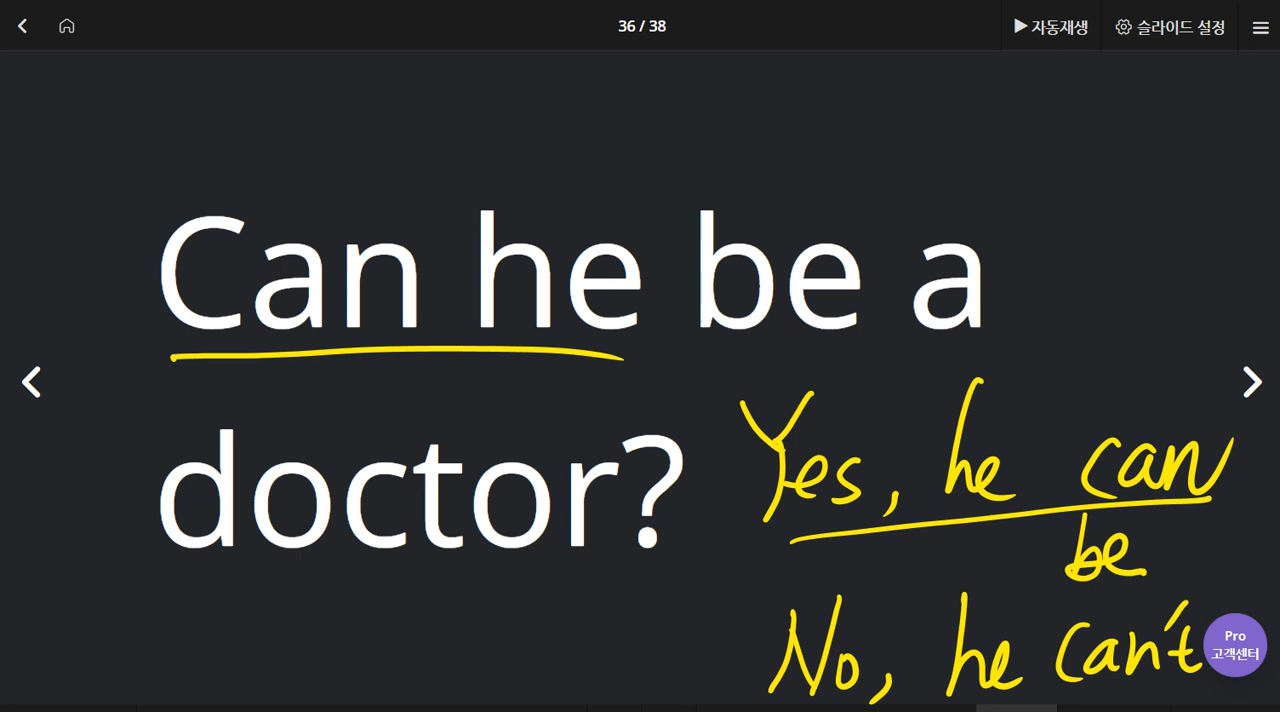 36 / 38
▶ 자동재생
슬라이드 설정
Can he be a
doctor?
Yes, he can
be
No, he can't
Pro
고객센터